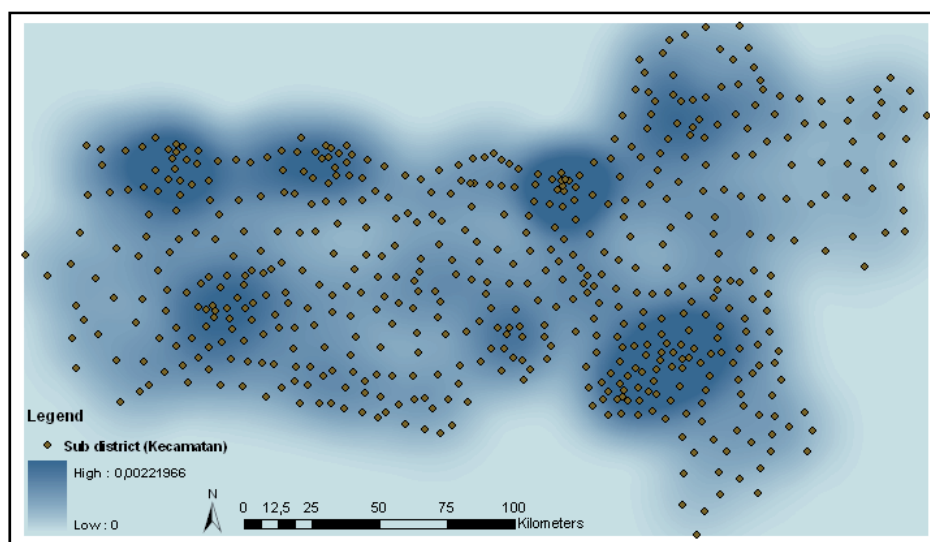 Legend
Sub district (Kecamatan)
High : 0,00221966
Low : 0
N
0 12,5 25 50 75 100
Kilometers